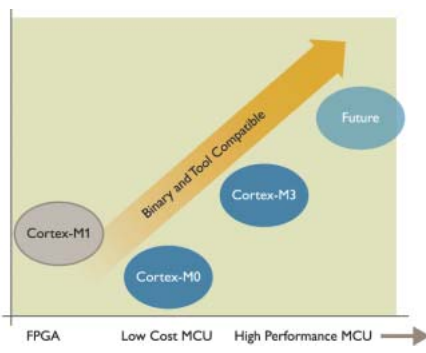 Future
Binary and Tool Compatible
Cortex-M3
Cortex-M1
Cortex-M0
FPGA
Low Cost MCU
High Performance MCU